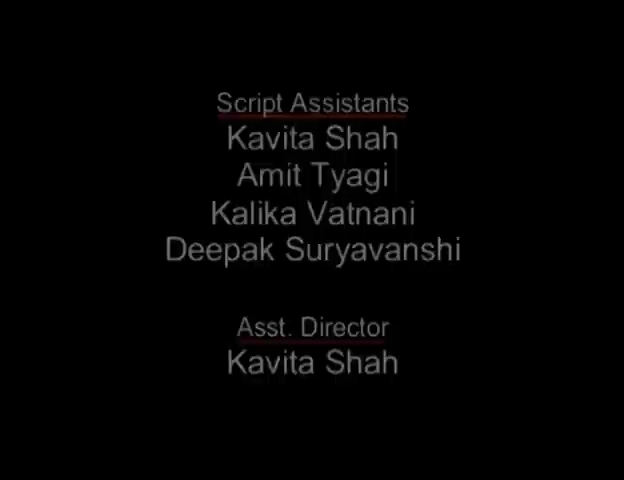 Script Assistants
Kavita Shah
Amit Tyagi
Kalika Vatnani
Deepak Suryavanshi
Asst. Director
Kavita Shah